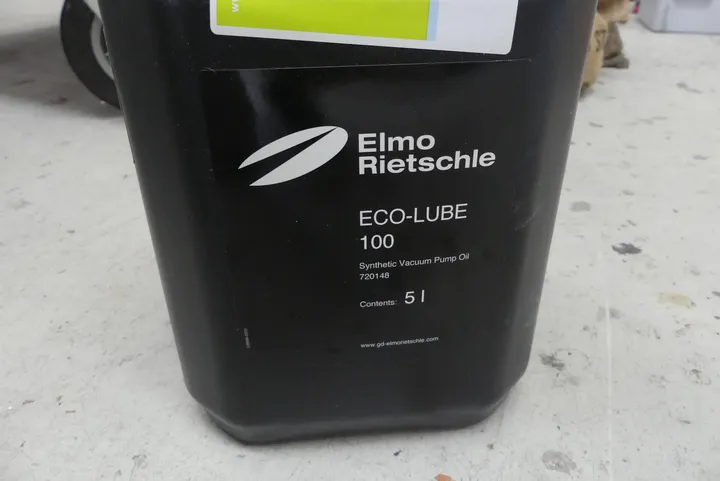 Elmo
Rietschle
ECO-LUBE
100
Synthetic Vacuum Pump Oil
720148
Contents: 5 l
www.gd-elmorietschle.com